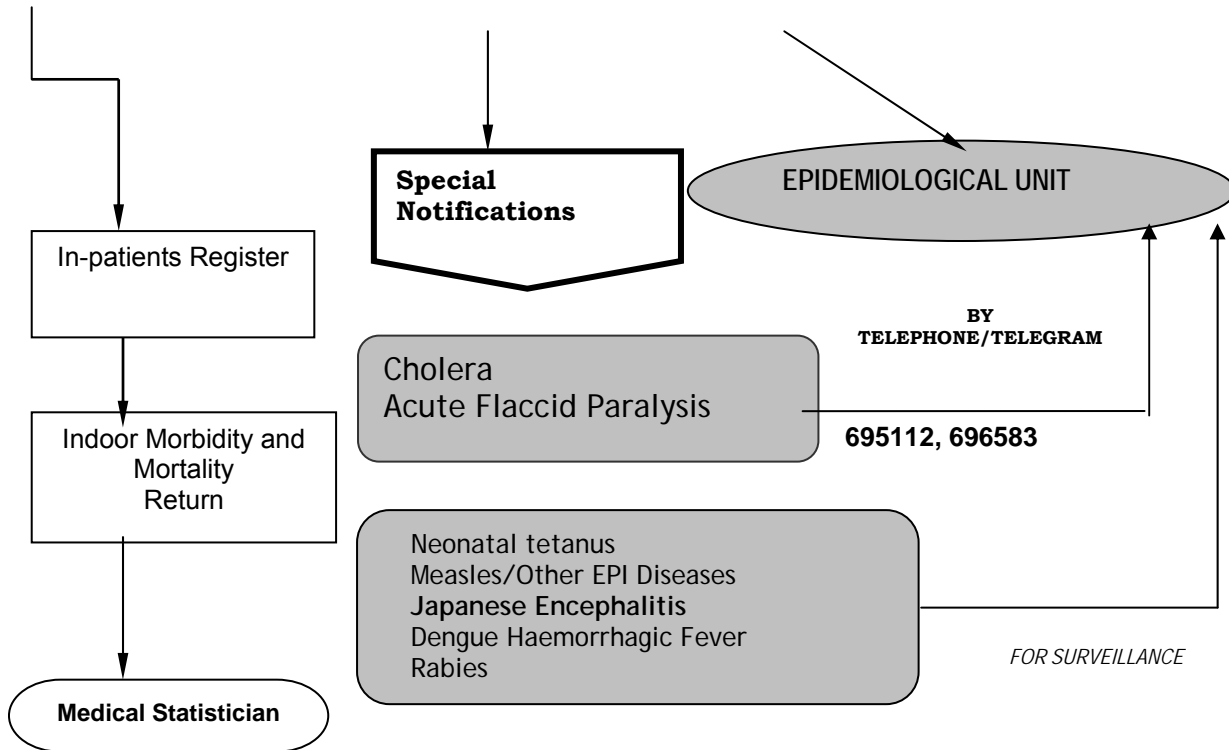 Special
Notifications
EPIDEMIOLOGICAL UNIT
In-patients Register
BY
TELEPHONE/TELEGRAM
Cholera
Acute Flaccid Paralysis
695112, 696583
Indoor Morbidity and
Mortality
Return
Neonatal tetanus
Measles/Other EPI Diseases
Japanese Encephalitis
Dengue Haemorrhagic Fever
Rabies
FOR SURVEILLANCE
Medical Statistician